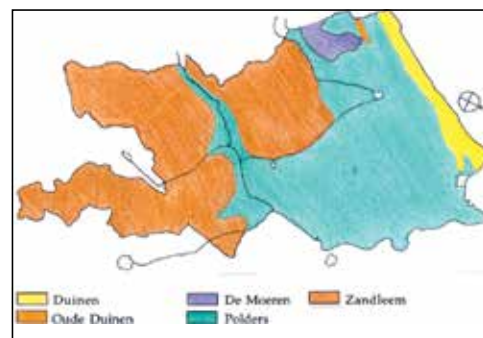 Duinen
De Moeren
Zandleem
Oude Duinen
Polders